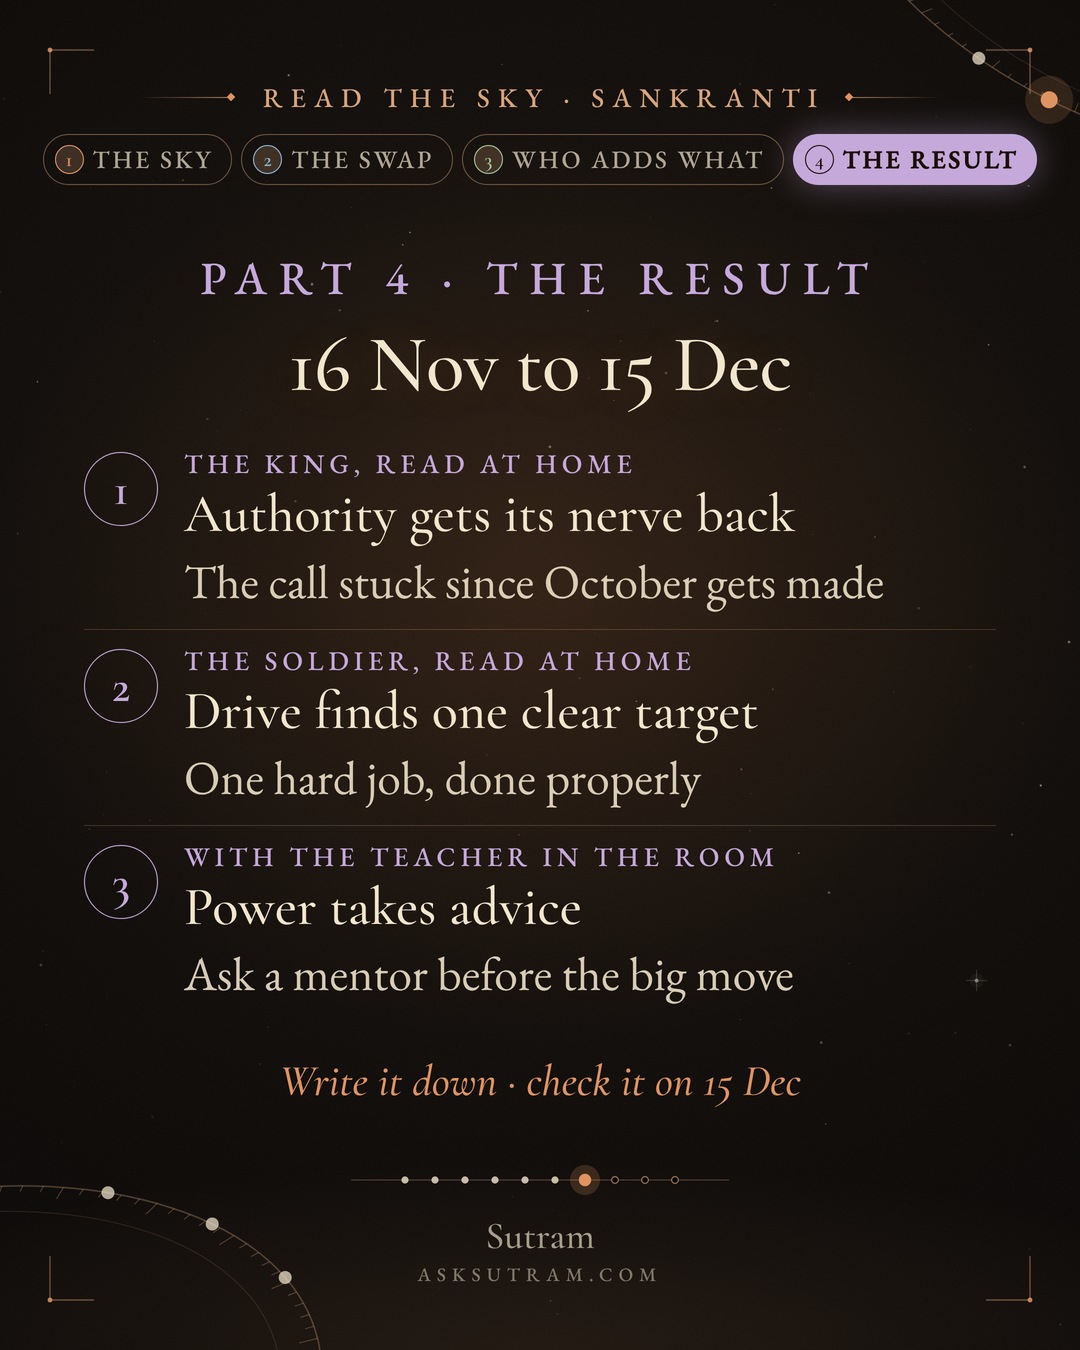 READ THE SKY · SANKRANTI
1 THE SKY 2 THE SWAP 3 WHO ADDS WHAT 4 THE RESULT
PART 4 · THE RESULT
16 Nov to 15 Dec
THE KING, READ AT HOME
1 Authority gets its nerve back
The call stuck since October gets made
THE SOLDIER, READ AT HOME
2 Drive finds one clear target
One hard job, done properly
WITH THE TEACHER IN THE ROOM
3 Power takes advice
Ask a mentor before the big move
Write it down · check it on 15 Dec
Sutram
ASKSUTRAM.COM